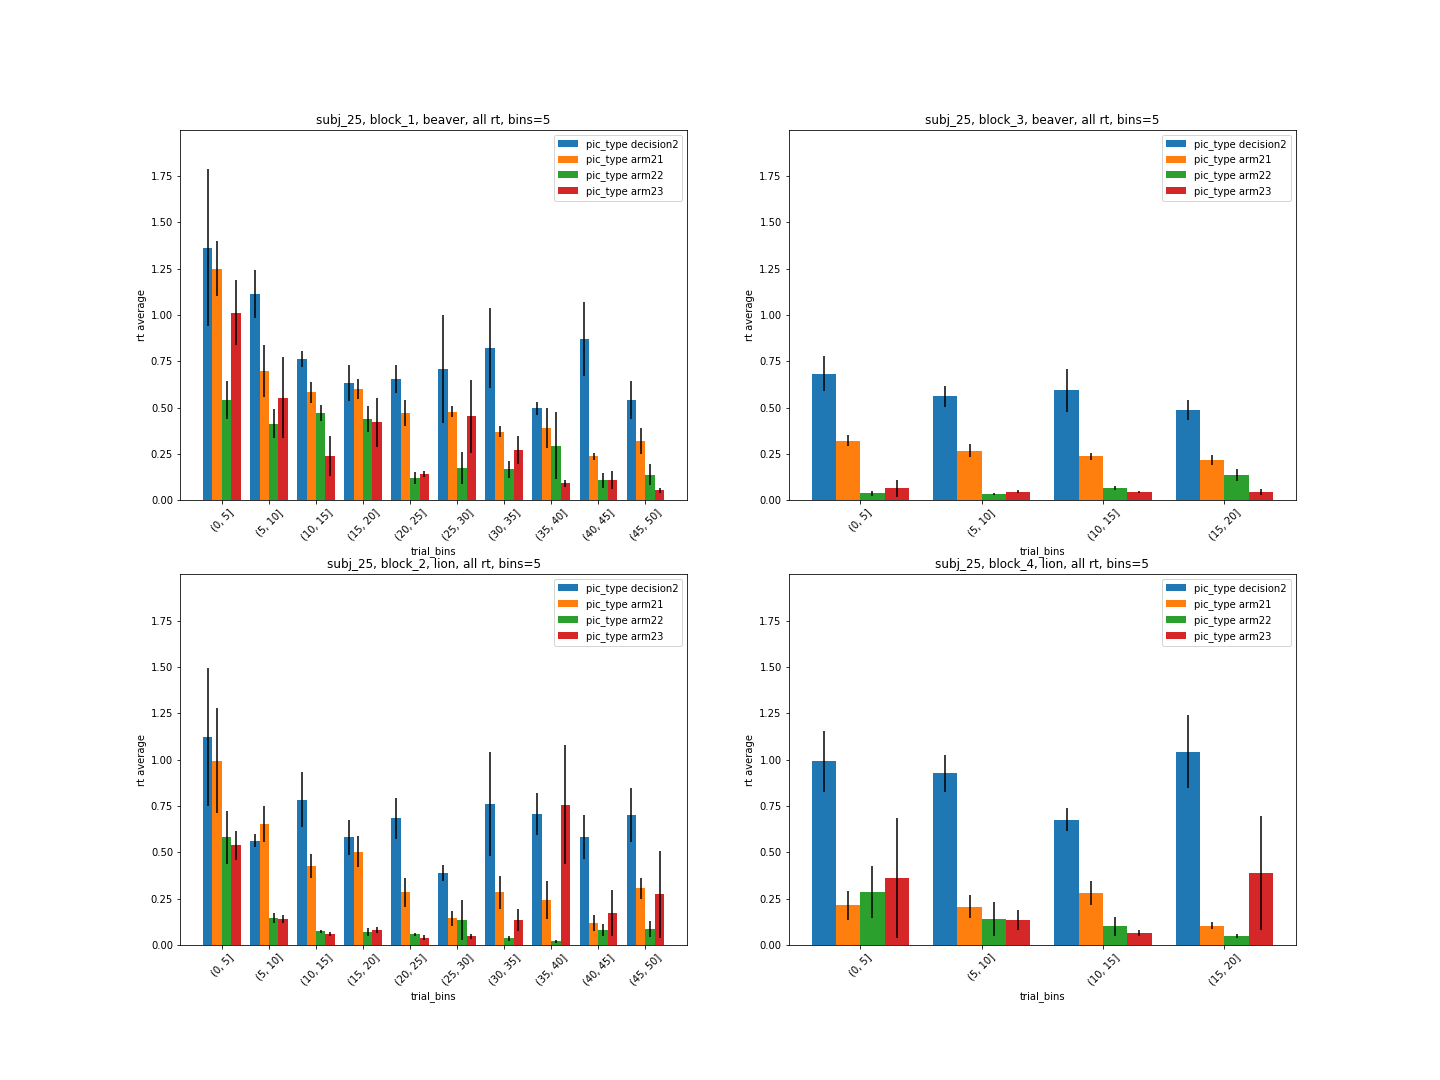 subj_25, block_1, beaver, all rt, bins=5
pic_type decision2
pic_type arm21
pic_type arm22
pic_type arm23
rt average
1.75
1.50
1.25
1.00
0.75
0.50
0.25
0.00
(0, 5]
(5, 10]
(10, 15]
(15, 20]
(20, 25]
(25, 30]
(30, 35]
(35, 40]
(40, 45]
(45, 50]
trial_bins
subj_25, block_3, beaver, all rt, bins=5
pic_type decision2
pic_type arm21
pic_type arm22
pic_type arm23
rt average
1.75
1.50
1.25
1.00
0.75
0.50
0.25
0.00
(0, 5]
(5, 10]
(10, 15]
(15, 20]
trial_bins
subj_25, block_2, lion, all rt, bins=5
pic_type decision2
pic_type arm21
pic_type arm22
pic_type arm23
rt average
1.75
1.50
1.25
1.00
0.75
0.50
0.25
0.00
(0, 5]
(5, 10]
(10, 15]
(15, 20]
(20, 25]
(25, 30]
(30, 35]
(35, 40]
(40, 45]
(45, 50]
trial_bins
subj_25, block_4, lion, all rt, bins=5
pic_type decision2
pic_type arm21
pic_type arm22
pic_type arm23
rt average
1.75
1.50
1.25
1.00
0.75
0.50
0.25
0.00
(0, 5]
(5, 10]
(10, 15]
(15, 20]
trial_bins